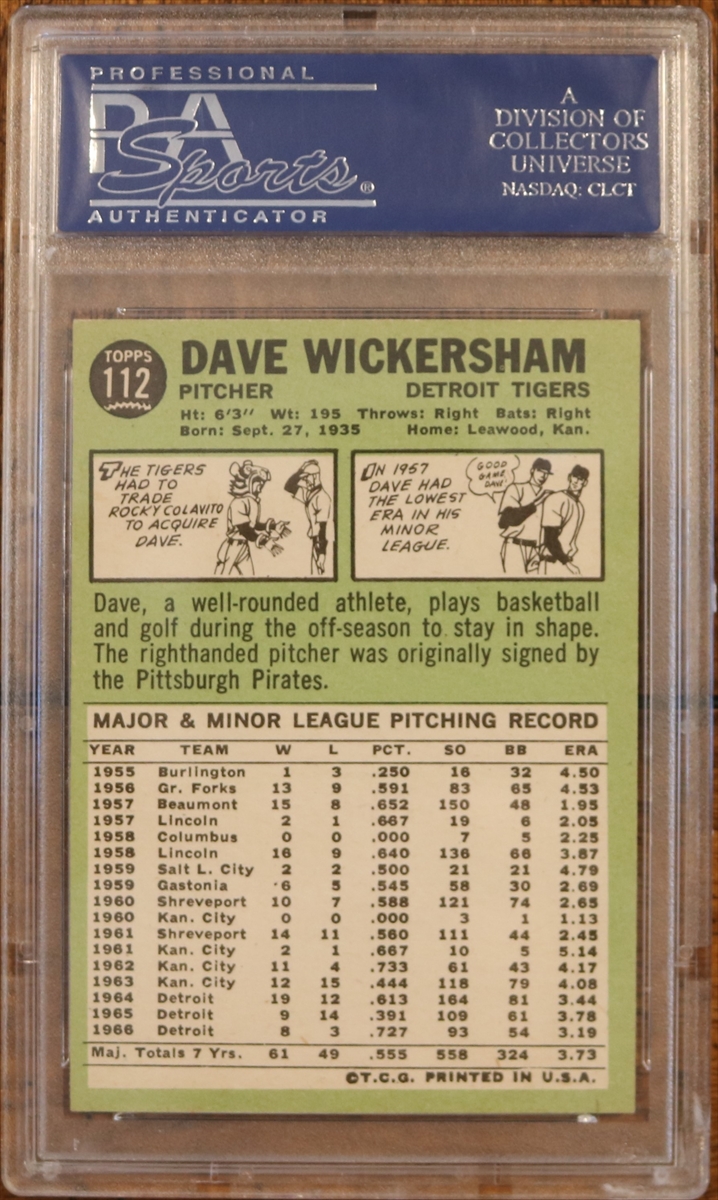 PROFESSIONAL
PSA
Sports®
AUTHENTICATOR
A
DIVISION OF
COLLECTORS
UNIVERSE
NASDAQ: CLCT
TOPPS
112
DAVE WICKERSHAM
PITCHER DETROIT TIGERS
Ht: 6'3" Wt: 195 Throws: Right Bats: Right
Born: Sept. 27, 1935 Home: Leawood, Kan.
THE TIGERS
HAD TO
TRADE
ROCKY COLAVITO
TO ACQUIRE
DAVE.
IN 1957
DAVE HAD
THE LOWEST
ERA IN HIS
MINOR
LEAGUE.
GOOD
GAME,
DAVE!
Dave, a well-rounded athlete, plays basketball
and golf during the off-season to stay in shape.
The righthanded pitcher was originally signed by
the Pittsburgh Pirates.
MAJOR & MINOR LEAGUE PITCHING RECORD
YEAR TEAM W L PCT. SO BB ERA
1955 Burlington 1 3 .250 16 32 4.50
1956 Gr. Forks 13 9 .591 83 65 4.53
1957 Beaumont 15 8 .652 150 48 1.95
1957 Lincoln 2 1 .667 19 6 2.05
1958 Columbus 0 0 .000 7 5 2.25
1958 Lincoln 16 9 .640 136 66 3.87
1959 Salt L. City 2 2 .500 21 21 4.79
1959 Gastonia 6 5 .545 58 30 2.69
1960 Shreveport 10 7 .588 121 74 2.65
1960 Kan. City 0 0 .000 3 1 1.13
1961 Shreveport 14 11 .560 111 44 2.45
1961 Kan. City 2 1 .667 10 5 5.14
1962 Kan. City 11 4 .733 61 43 4.17
1963 Kan. City 12 15 .444 118 79 4.08
1964 Detroit 19 12 .613 164 81 3.44
1965 Detroit 9 14 .391 109 61 3.78
1966 Detroit 8 3 .727 93 54 3.19
Maj. Totals 7 Yrs. 61 49 .555 558 324 3.73
©T.C.G. PRINTED IN U.S.A.